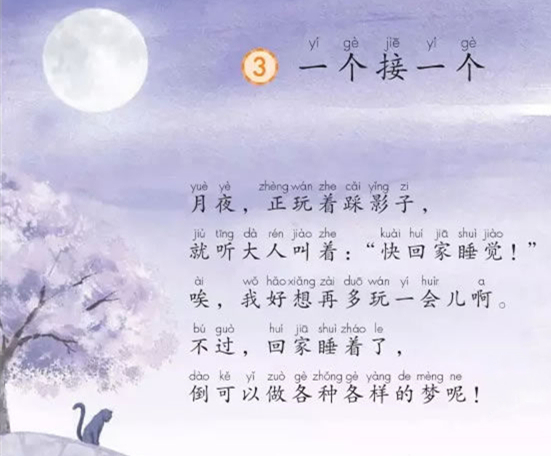 yī gè jiē yí gè
3 一个接一个
yuè yè zhèng wán zhe cǎi yǐng zi
月夜，正玩着踩影子，
jiù tīng dà rén jiào zhe kuài huí jiā shuì jiào
就听大人叫着：“快回家睡觉！”
ài wǒ hǎo xiǎng zài duō wán yí huìr a
唉，我好想再多玩一会儿啊。
bú guò huí jiā shuì zháo le
不过，回家睡着了，
dào kě yǐ zuò gè zhǒng gè yàng de mèng ne
倒可以做各种各样的梦呢！